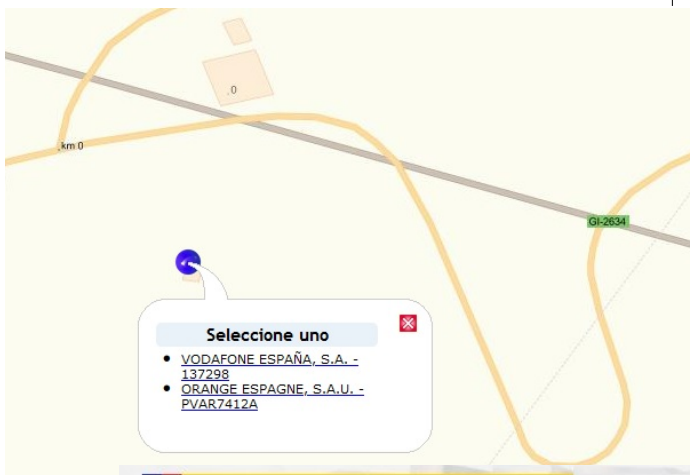 .0
km 0
GI-2634
Seleccione uno
VODAFONE ESPAÑA, S.A. -
137298
ORANGE ESPAGNE, S.A.U. -
PVAR7412A